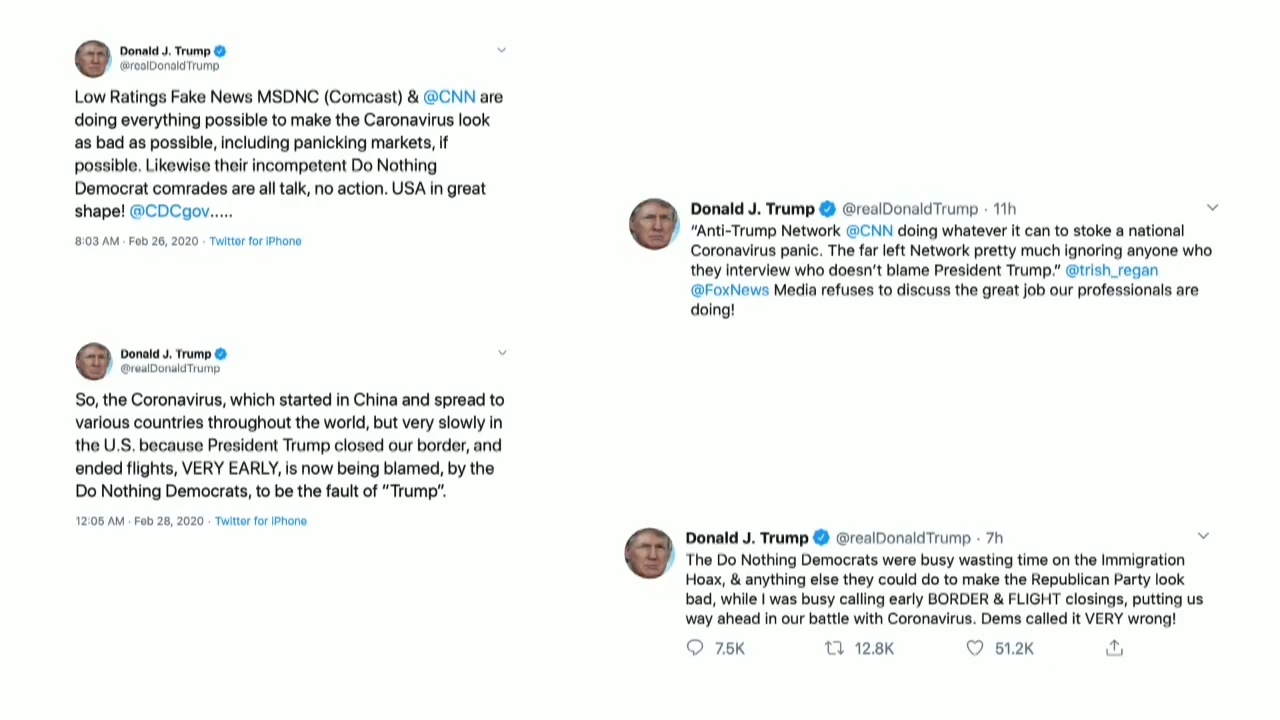 Donald J. Trump
@realDonaldTrump
Low Ratings Fake News MSDNC (Comcast) & @CNN are
doing everything possible to make the Caronavirus look
as bad as possible, including panicking markets, if
possible. Likewise their incompetent Do Nothing
Democrat comrades are all talk, no action. USA in great
shape! @CDCgov.....
8:03 AM · Feb 26, 2020 · Twitter for iPhone
Donald J. Trump
@realDonaldTrump
So, the Coronavirus, which started in China and spread to
various countries throughout the world, but very slowly in
the U.S. because President Trump closed our border, and
ended flights, VERY EARLY, is now being blamed, by the
Do Nothing Democrats, to be the fault of “Trump”.
12:05 AM · Feb 28, 2020 · Twitter for iPhone
Donald J. Trump @realDonaldTrump · 11h
“Anti-Trump Network @CNN doing whatever it can to stoke a national
Coronavirus panic. The far left Network pretty much ignoring anyone who
they interview who doesn’t blame President Trump.” @trish_regan
@FoxNews Media refuses to discuss the great job our professionals are
doing!
Donald J. Trump @realDonaldTrump · 7h
The Do Nothing Democrats were busy wasting time on the Immigration
Hoax, & anything else they could do to make the Republican Party look
bad, while I was busy calling early BORDER & FLIGHT closings, putting us
way ahead in our battle with Coronavirus. Dems called it VERY wrong!
7.5K 12.8K 51.2K